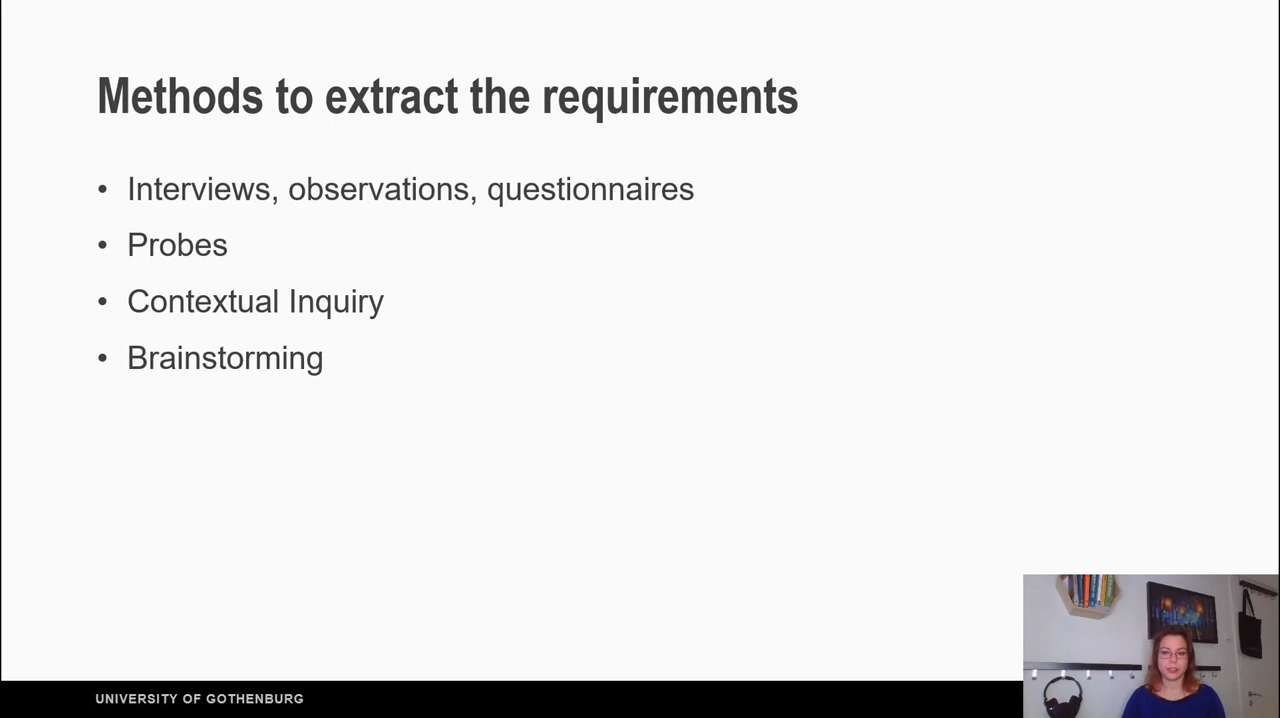 Methods to extract the requirements
• Interviews, observations, questionnaires
• Probes
• Contextual Inquiry
• Brainstorming
UNIVERSITY OF GOTHENBURG